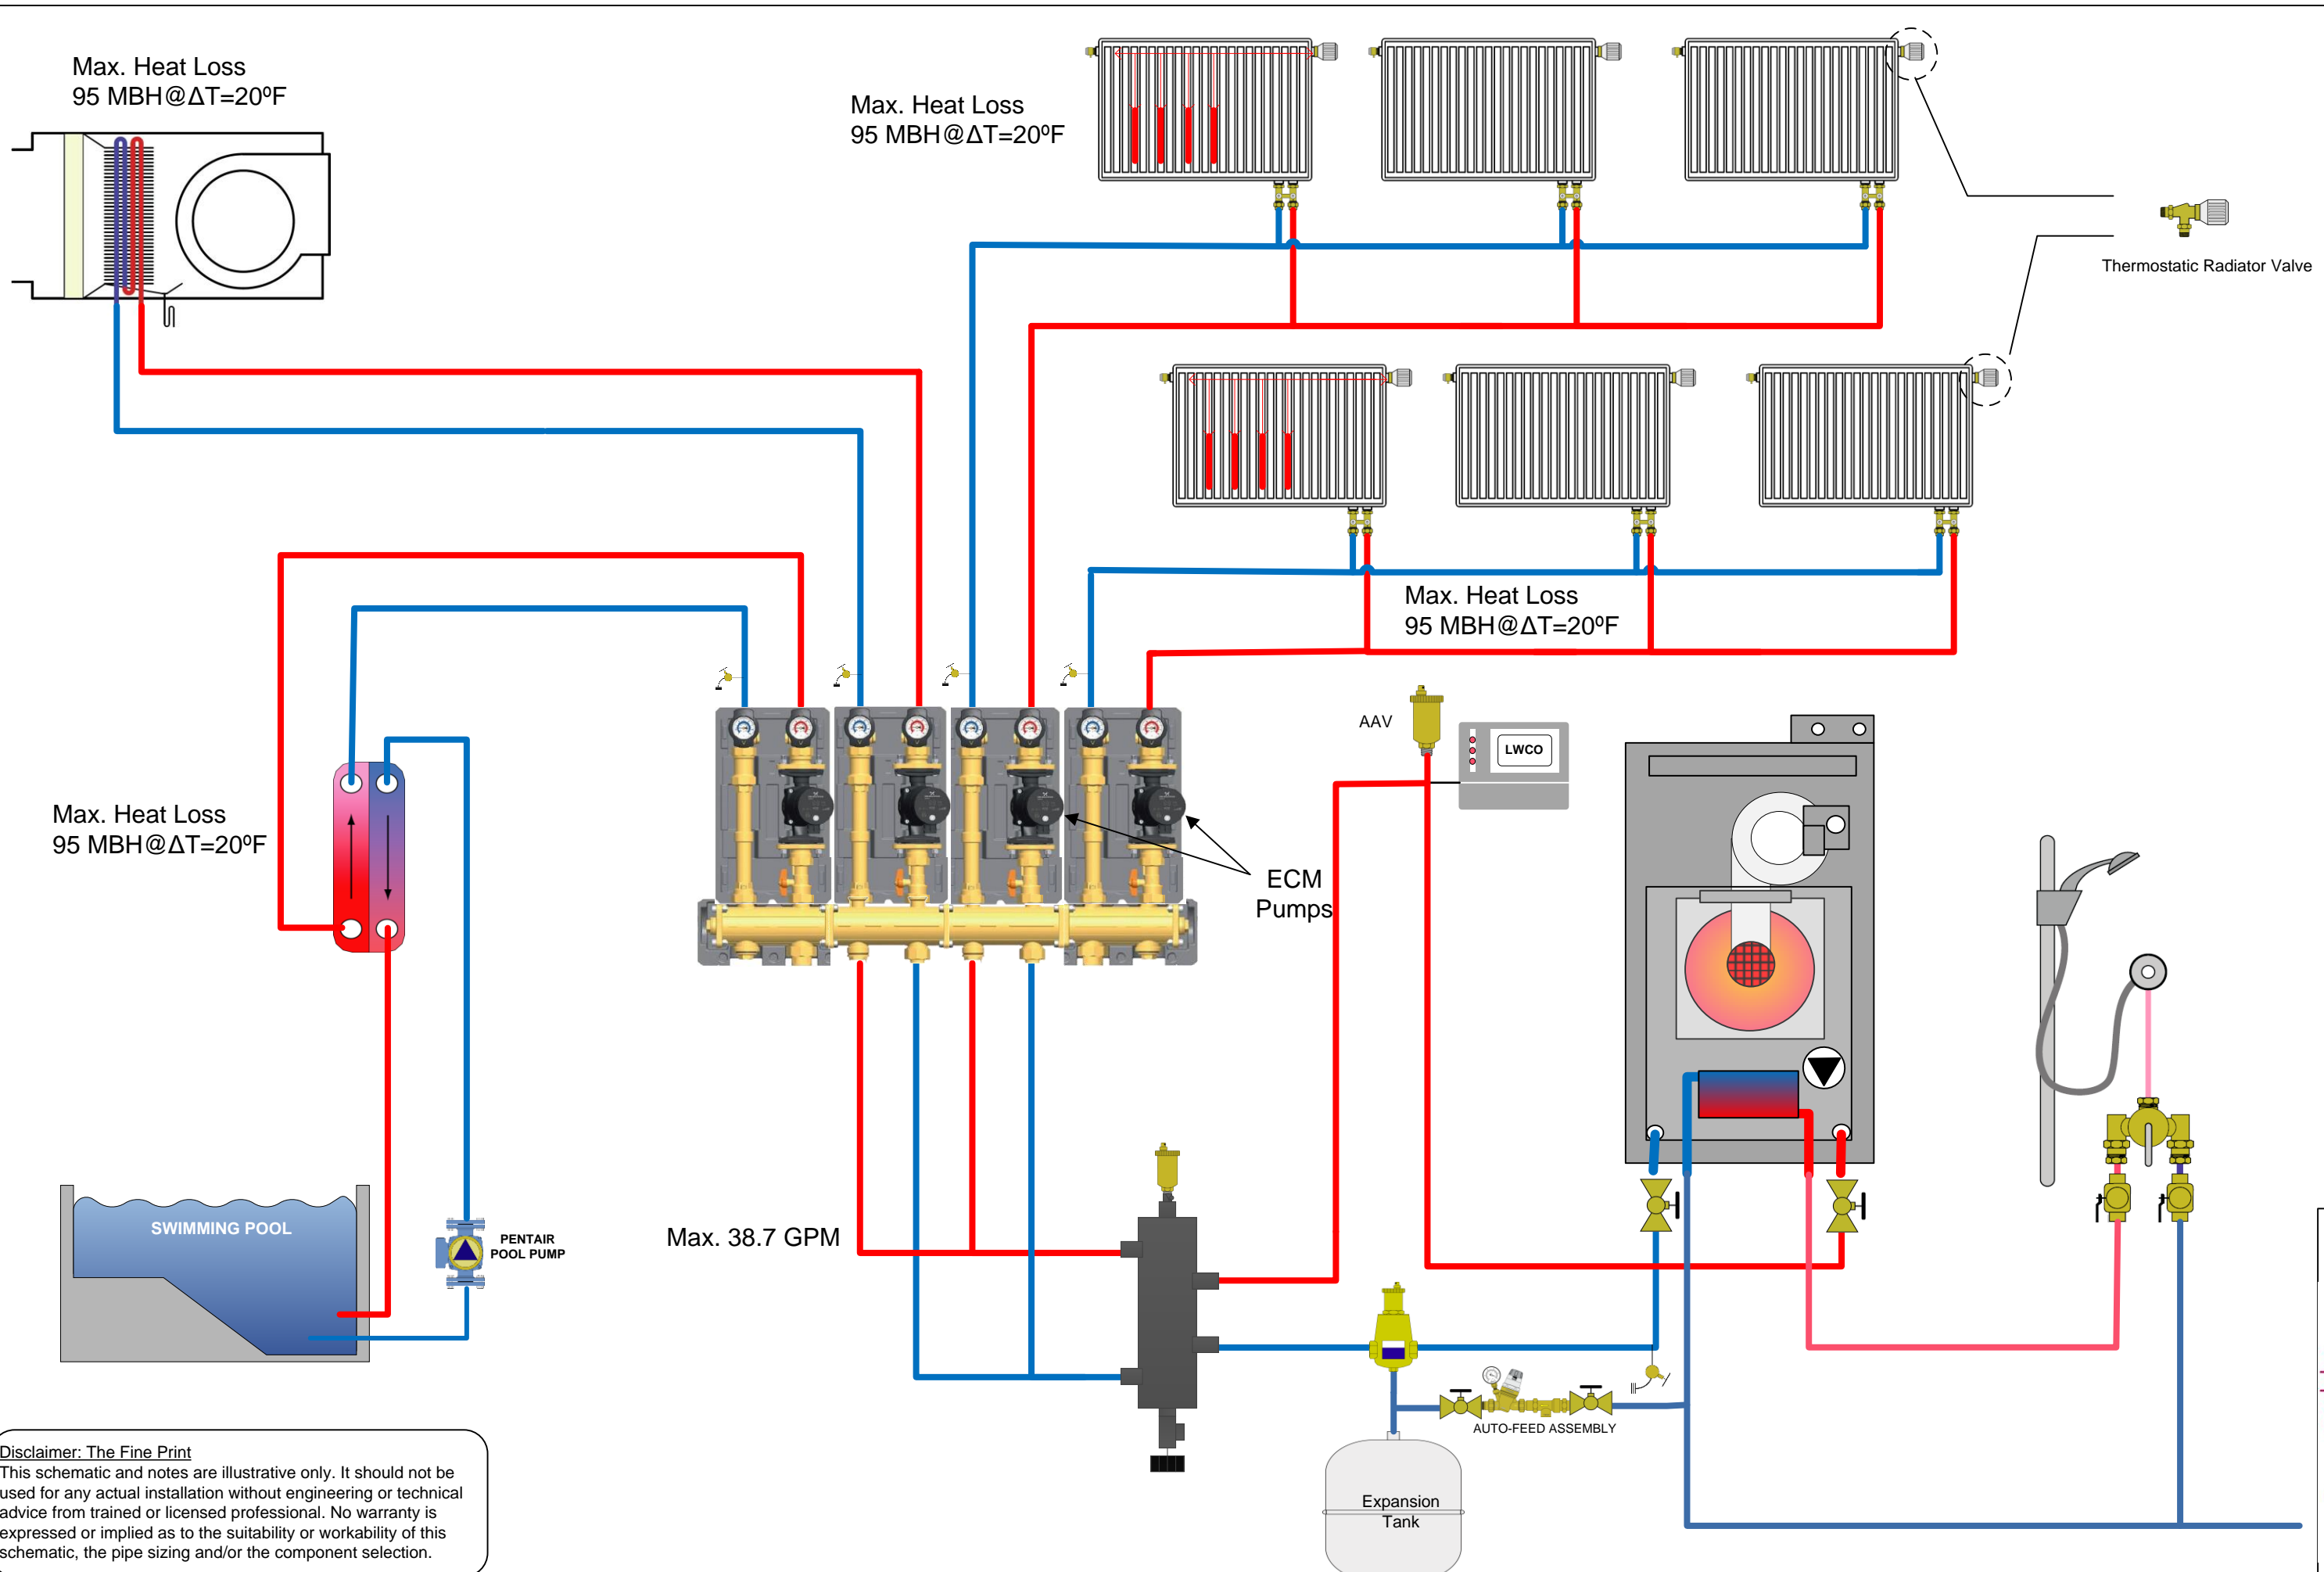 Max. Heat Loss
95 MBH@ΔT=20ºF
Max. Heat Loss
95 MBH@ΔT=20ºF
Thermostatic Radiator Valve
Max. Heat Loss
95 MBH@ΔT=20ºF
AAV
LWCO
Max. Heat Loss
95 MBH@ΔT=20ºF
ECM
Pumps
SWIMMING POOL
PENTAIR
POOL PUMP
Max. 38.7 GPM
AUTO-FEED ASSEMBLY
Expansion
Tank
Disclaimer: The Fine Print
This schematic and notes are illustrative only. It should not be
used for any actual installation without engineering or technical
advice from trained or licensed professional. No warranty is
expressed or implied as to the suitability or workability of this
schematic, the pipe sizing and/or the component selection.